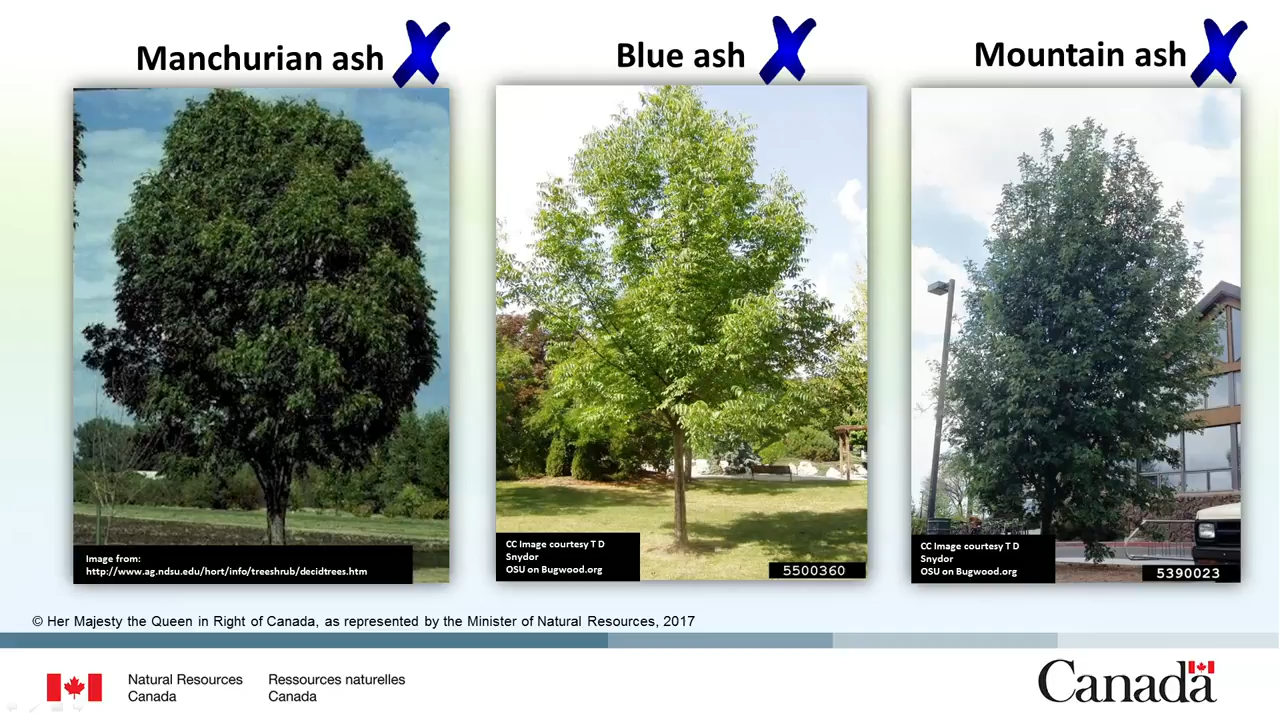 Manchurian ash
Blue ash
Mountain ash
Image from:
http://www.ag.ndsu.edu/hort/info/treeshrub/decidtrees.htm
CC Image courtesy T D
Snydor
OSU on Bugwood.org
5500360
CC Image courtesy T D
Snydor
OSU on Bugwood.org
5390023
© Her Majesty the Queen in Right of Canada, as represented by the Minister of Natural Resources, 2017
Natural Resources
Canada
Ressources naturelles
Canada
Canada